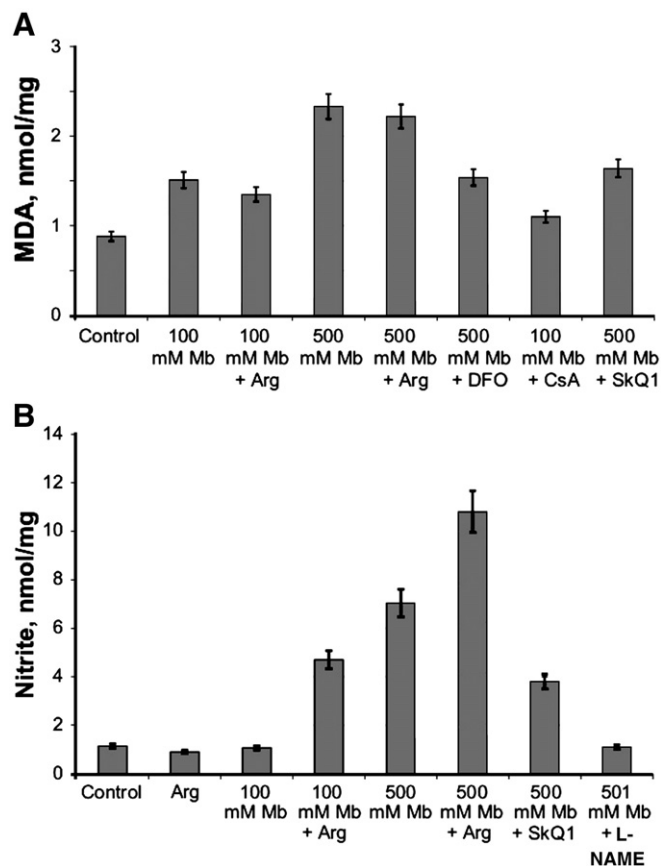 A
MDA, nmol/mg
3
2
1
0
Control
100
mM Mb
100
mM Mb
+ Arg
500
mM Mb
500
mM Mb
+ Arg
500
mM Mb
+ DFO
100
mM Mb
+ CsA
500
mM Mb
+ SkQ1
B
Nitrite, nmol/mg
14
12
10
8
6
4
2
0
Control
Arg
100
mM Mb
100
mM Mb
+ Arg
500
mM Mb
500
mM Mb
+ Arg
500
mM Mb
+ SkQ1
501
mM Mb
+ L-
NAME